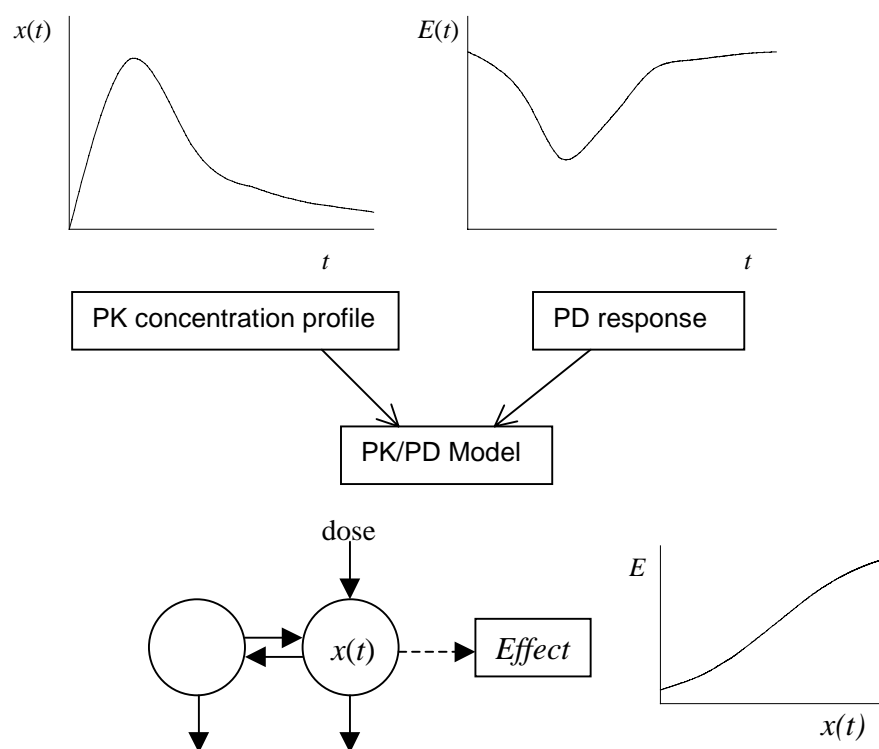 x(t)
E(t)
t
t
PK concentration profile
PD response
PK/PD Model
dose
x(t)
Effect
E
x(t)